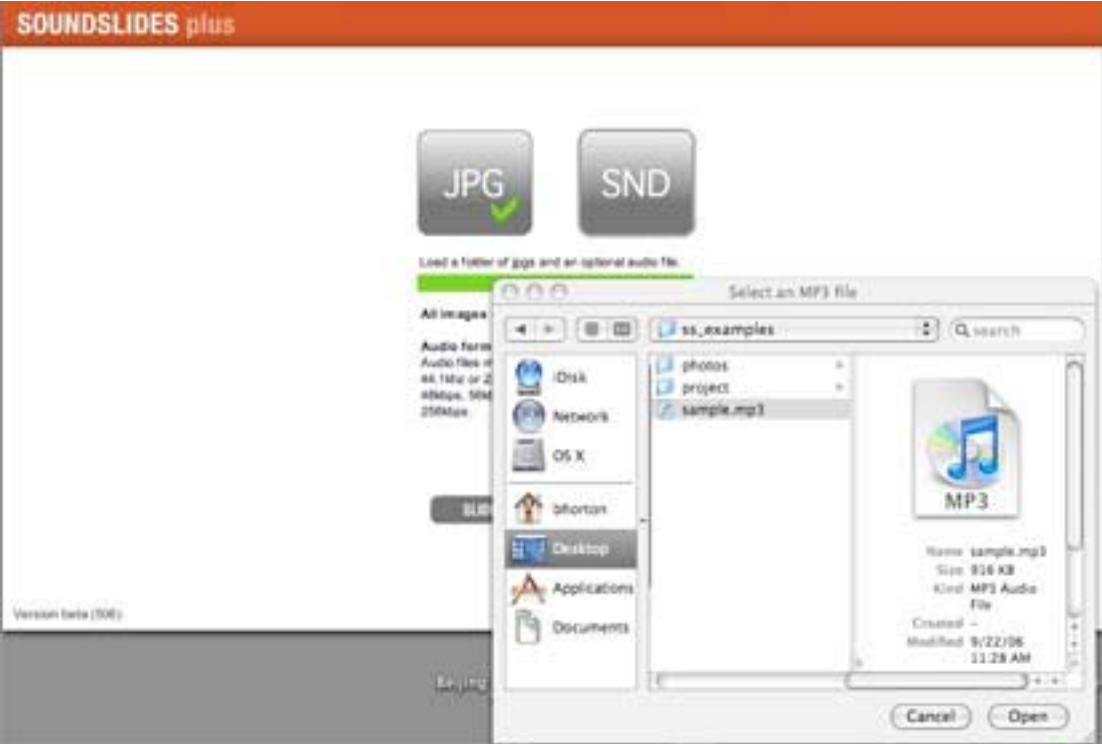 SOUNDSLIDES plus
JPG
SND
Load a folder of jpgs and an optional audio file.
Select an MP3 file
All images
ss_examples
search
Audio form
Audio files
44.1khz or 2
photos
iDisk
project
sample.mp3
256kbps
Network
OS X
MP3
bhorton
Desktop
Name sample.mp3
Size 916 KB
Applications
Kind MP3 Audio
File
Version beta (506)
Documents
Created --
Modified 9/22/06
11:28 AM
Beijing
Cancel
Open